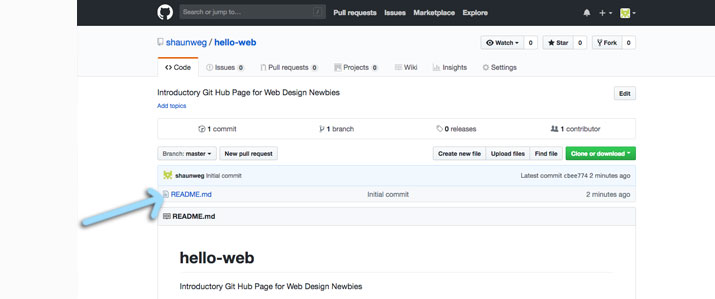 Search or jump to... / Pull requests Issues Marketplace Explore
shaunweg / hello-web Watch 0 Star 0 Fork 0
Code Issues 0 Pull requests 0 Projects 0 Wiki Insights Settings
Introductory Git Hub Page for Web Design Newbies Edit
Add topics
1 commit 1 branch 0 releases 1 contributor
Branch: master New pull request Create new file Upload files Find file Clone or download
shaunweg Initial commit Latest commit cbee774 2 minutes ago
README.md Initial commit 2 minutes ago
README.md
hello-web
Introductory Git Hub Page for Web Design Newbies